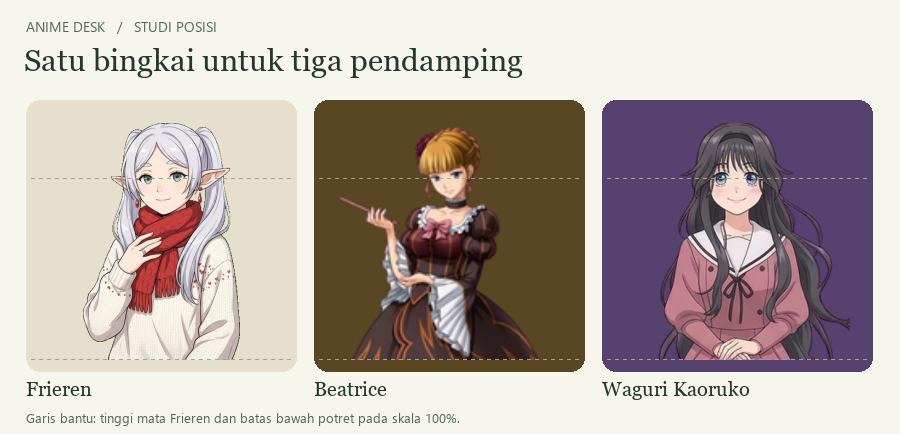 ANIME DESK / STUDI POSISI
Satu bingkai untuk tiga pendamping
Frieren
Beatrice
Waguri Kaoruko
Garis bantu: tinggi mata Frieren dan batas bawah potret pada skala 100%.